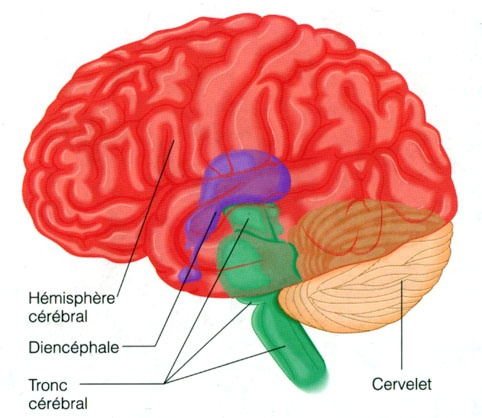 Hémisphère
cérébral
Diencéphale
Tronc
cérébral
Cervelet